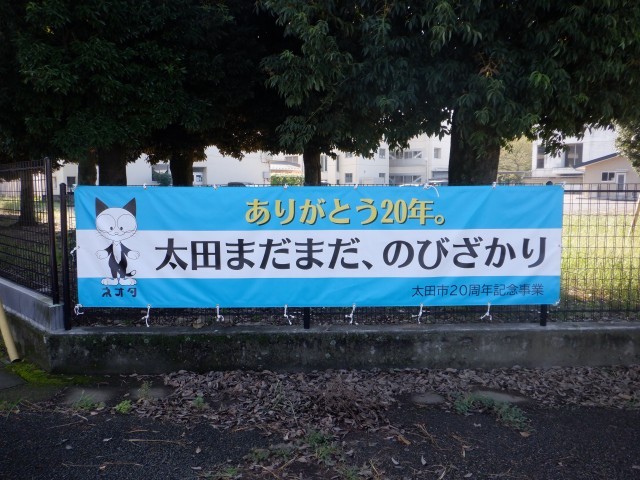 ありがとう20年。
太田まだまだ、のびざかり
太田市20周年記念事業